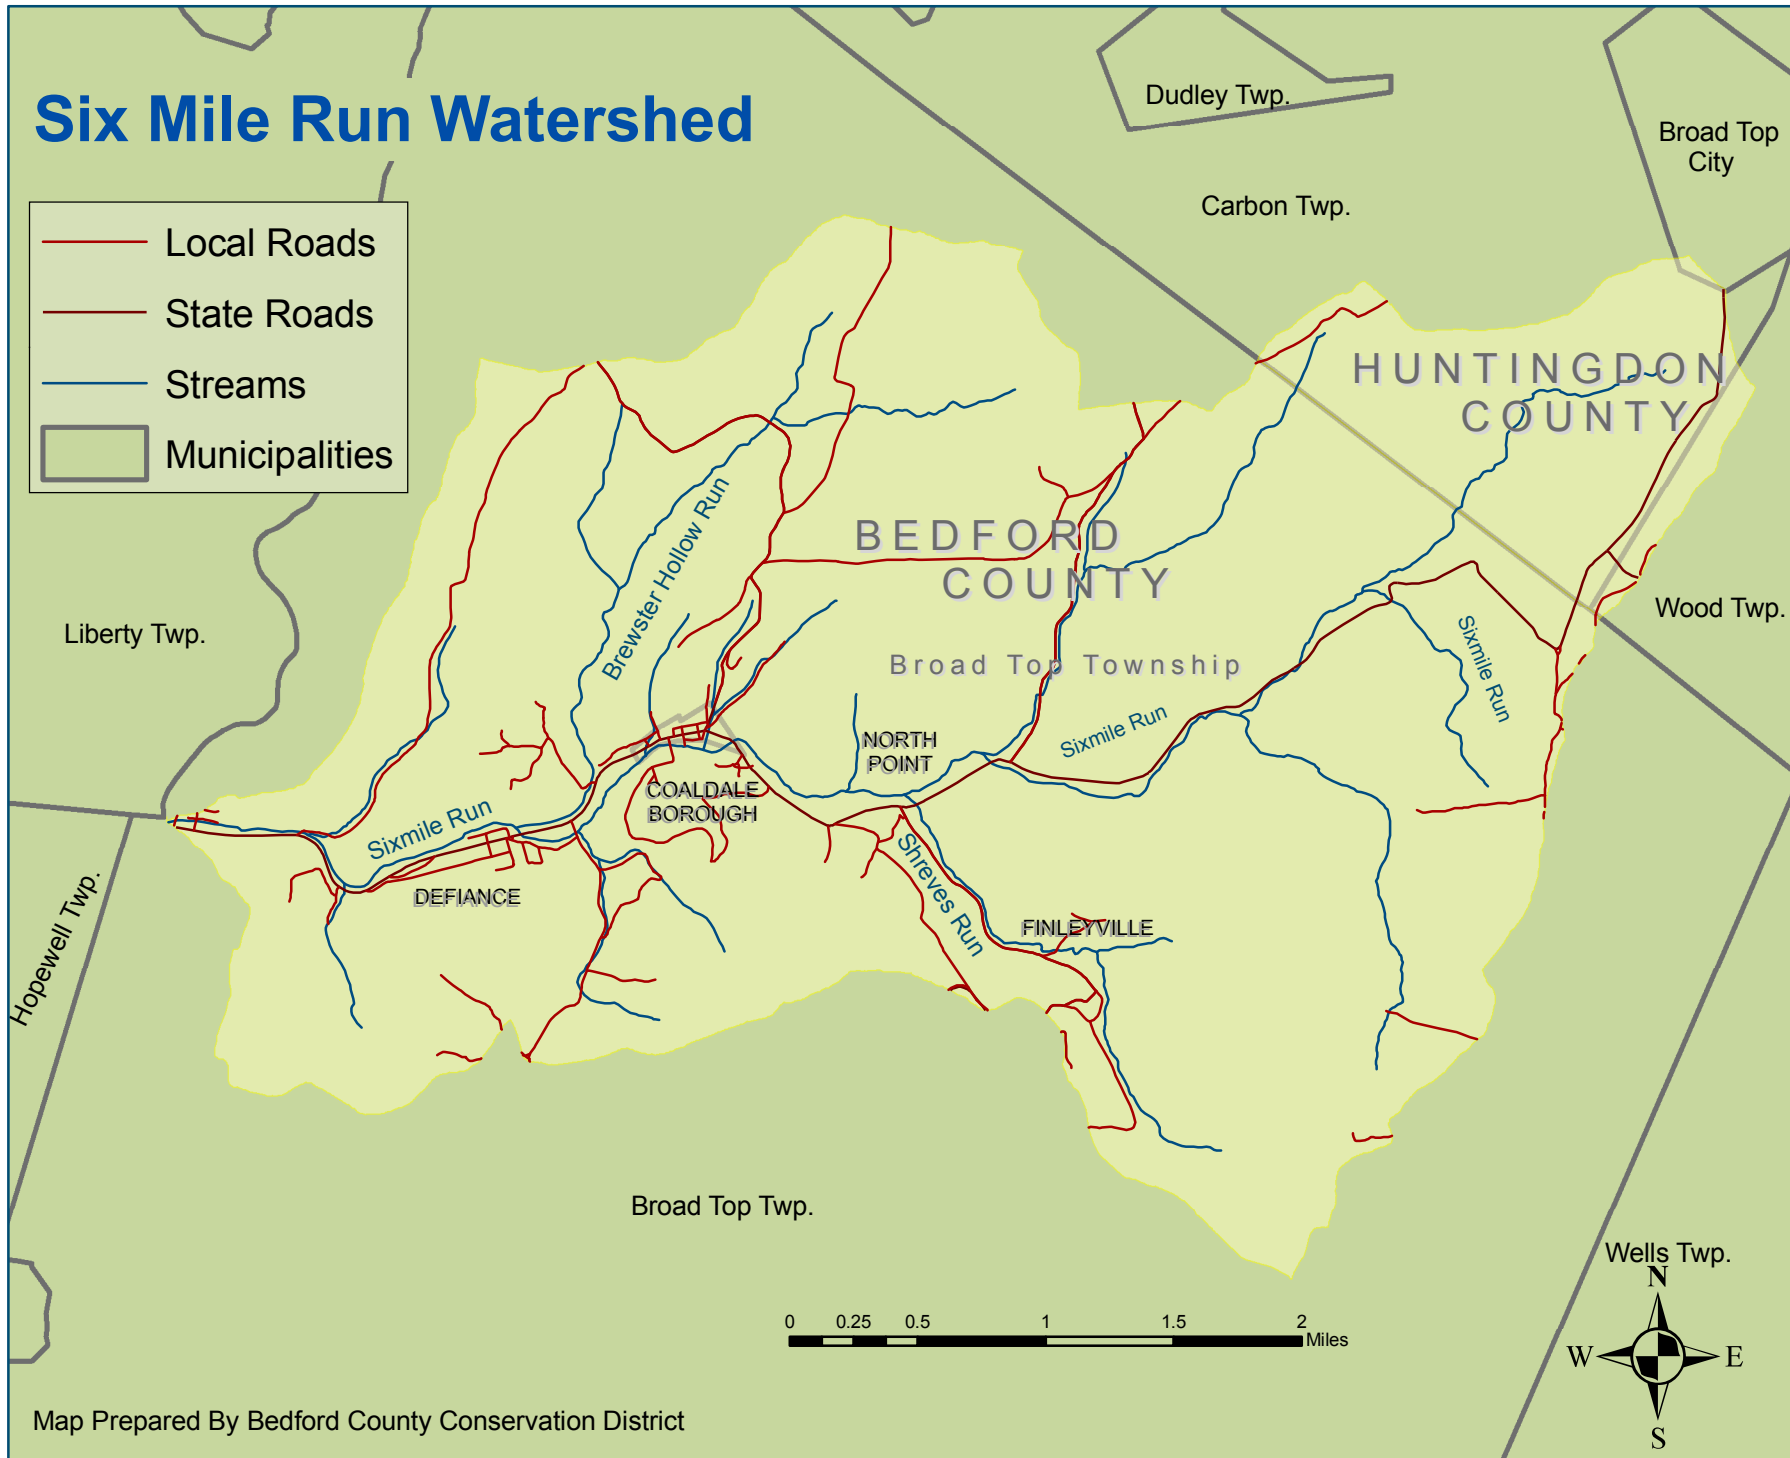 Six Mile Run Watershed
Local Roads
State Roads
Streams
Municipalities
Dudley Twp.
Broad Top
City
Carbon Twp.
HUNTINGDON
COUNTY
BEDFORD
COUNTY
Brewster Hollow Run
Liberty Twp.
Wood Twp.
Broad Top Township
Sixmile Run
Sixmile Run
NORTH
POINT
COALDALE
BOROUGH
Sixmile Run
DEFIANCE
Shreves Run
FINLEYVILLE
Hopewell Twp.
Broad Top Twp.
Wells Twp.
N
W
E
S
0 0.25 0.5 1 1.5 2
Miles
Map Prepared By Bedford County Conservation District